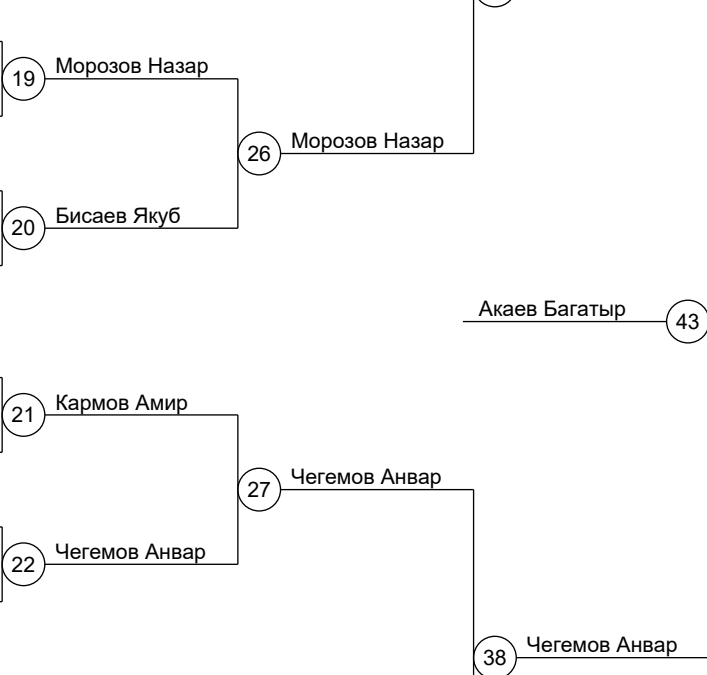 19 Морозов Назар
26 Морозов Назар
20 Бисаев Якуб
Акаев Багатыр 43
21 Кармов Амир
27 Чегемов Анвар
22 Чегемов Анвар
38 Чегемов Анвар